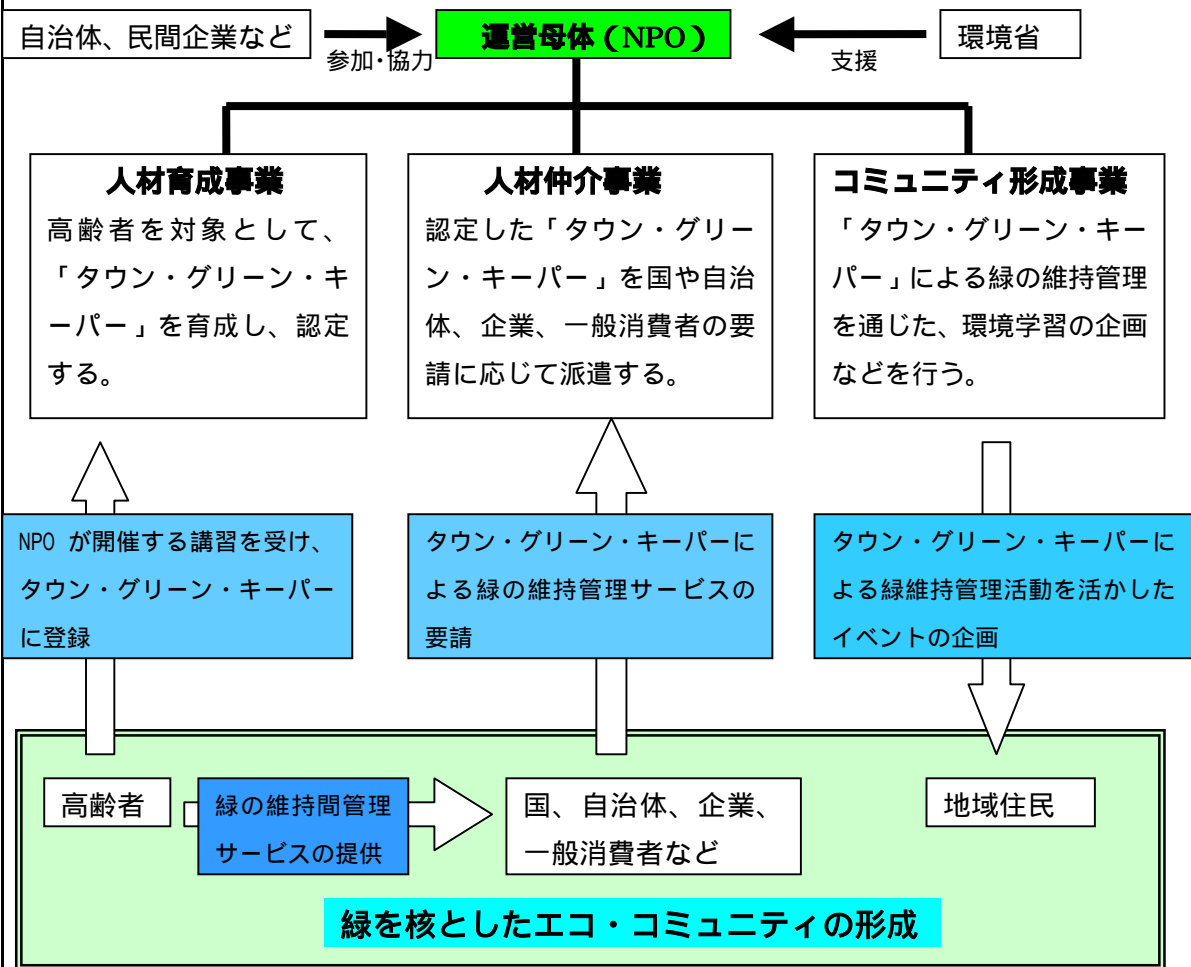 自治体、民間企業など
参加・協力
運営母体（NPO）
支援
環境省
人材育成事業
高齢者を対象として、
「タウン・グリーン・キ
ーパー」を育成し、認定
する。
人材仲介事業
認定した「タウン・グリー
ン・キーパー」を国や自治
体、企業、一般消費者の要
請に応じて派遣する。
コミュニティ形成事業
「タウン・グリーン・キー
パー」による緑の維持管理
を通じた、環境学習の企画
などを行う。
NPO が開催する講習を受け、
タウン・グリーン・キーパー
に登録
タウン・グリーン・キーパーに
よる緑の維持管理サービスの
要請
タウン・グリーン・キーパーに
よる緑維持管理活動を活かした
イベントの企画
高齢者
緑の維持間管理
サービスの提供
国、自治体、企業、
一般消費者など
地域住民
緑を核としたエコ・コミュニティの形成